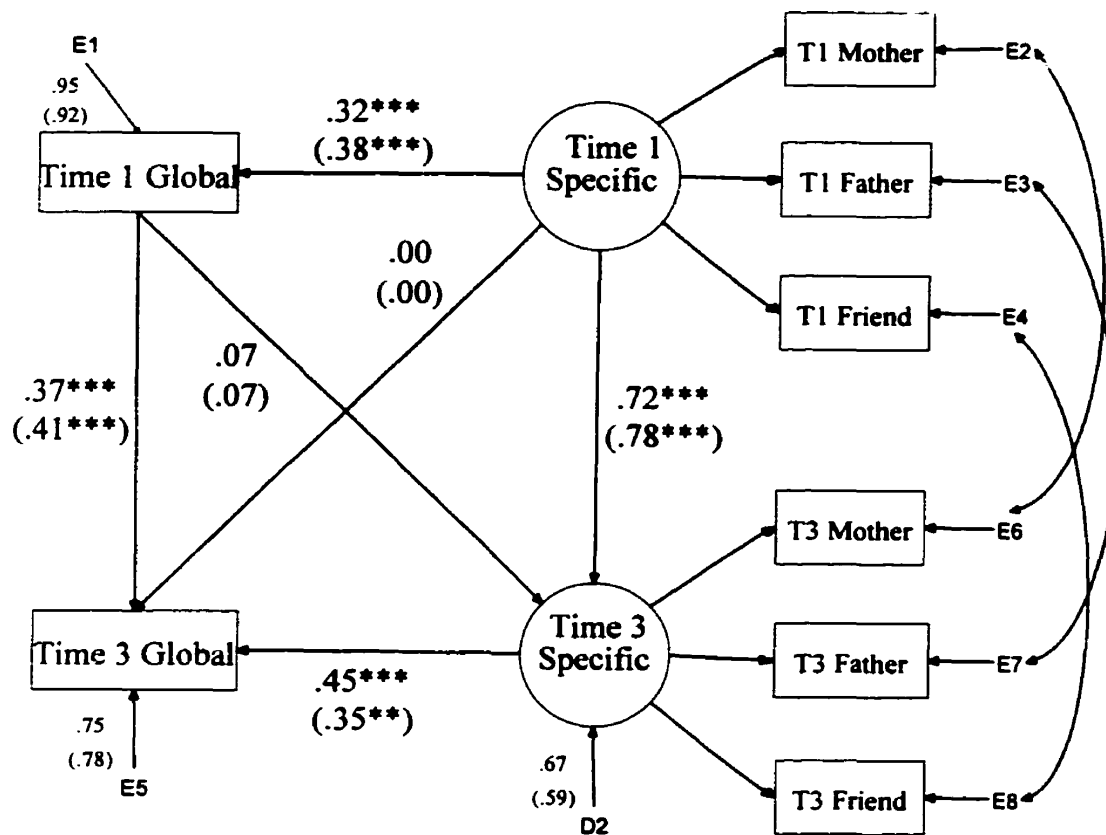 E1
.95
(.92)
Time 1 Global
.32***
(.38***)
Time 1
Specific
T1 Mother
E2
T1 Father
E3
T1 Friend
E4
.00
(.00)
.07
(.07)
.37***
(.41***)
.72***
(.78***)
T3 Mother
E6
Time 3 Global
.45***
(.35**)
Time 3
Specific
T3 Father
E7
T3 Friend
E8
.75
(.78)
E5
.67
(.59)
D2